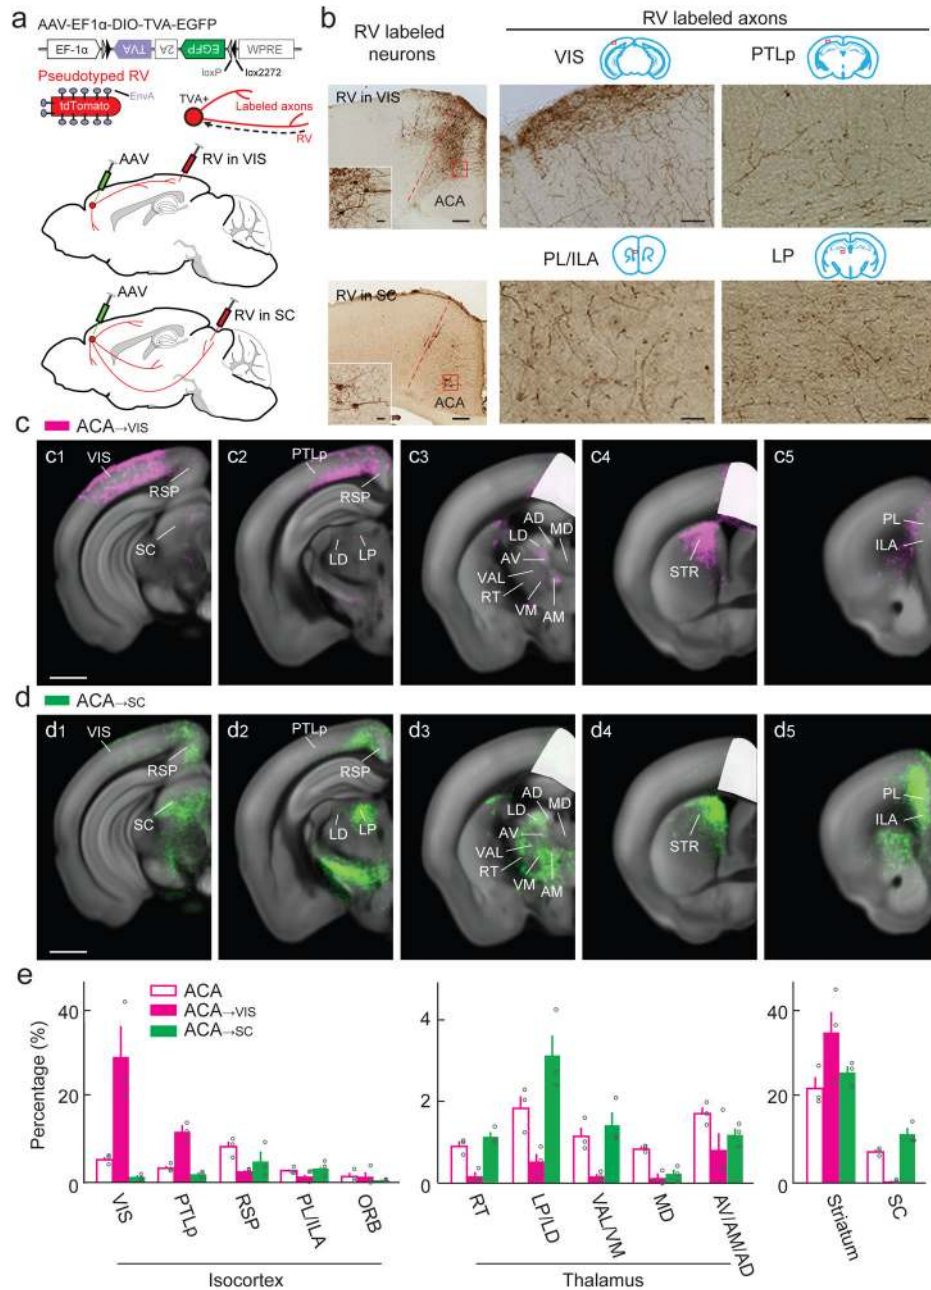 a
AAV-EF1α-DIO-TVA-EGFP
EF-1α
TVA
2A
EGFP
WPRE
loxP
lox2272
Pseudotyped RV
EnvA
tdTomato
TVA+
Labeled axons
RV
AAV
RV in VIS
AAV
RV in SC
b
RV labeled
neurons
RV labeled axons
VIS
PTLp
RV in VIS
ACA
PL/ILA
LP
RV in SC
ACA
c
ACA→VIS
c1
VIS
RSP
SC
c2
PTLp
RSP
LD
LP
c3
AD
MD
LD
AV
VAL
RT
VM
AM
c4
STR
c5
PL
ILA
d
ACA→SC
d1
VIS
RSP
SC
d2
PTLp
RSP
LD
LP
d3
AD
MD
LD
AV
VAL
RT
VM
AM
d4
STR
d5
PL
ILA
e
ACA
ACA→VIS
ACA→SC
Percentage (%)
40
20
0
VIS
PTLp
RSP
PL/ILA
ORB
Isocortex
4
2
0
RT
LP/LD
VAL/VM
MD
AV/AM/AD
Thalamus
40
20
0
Striatum
SC